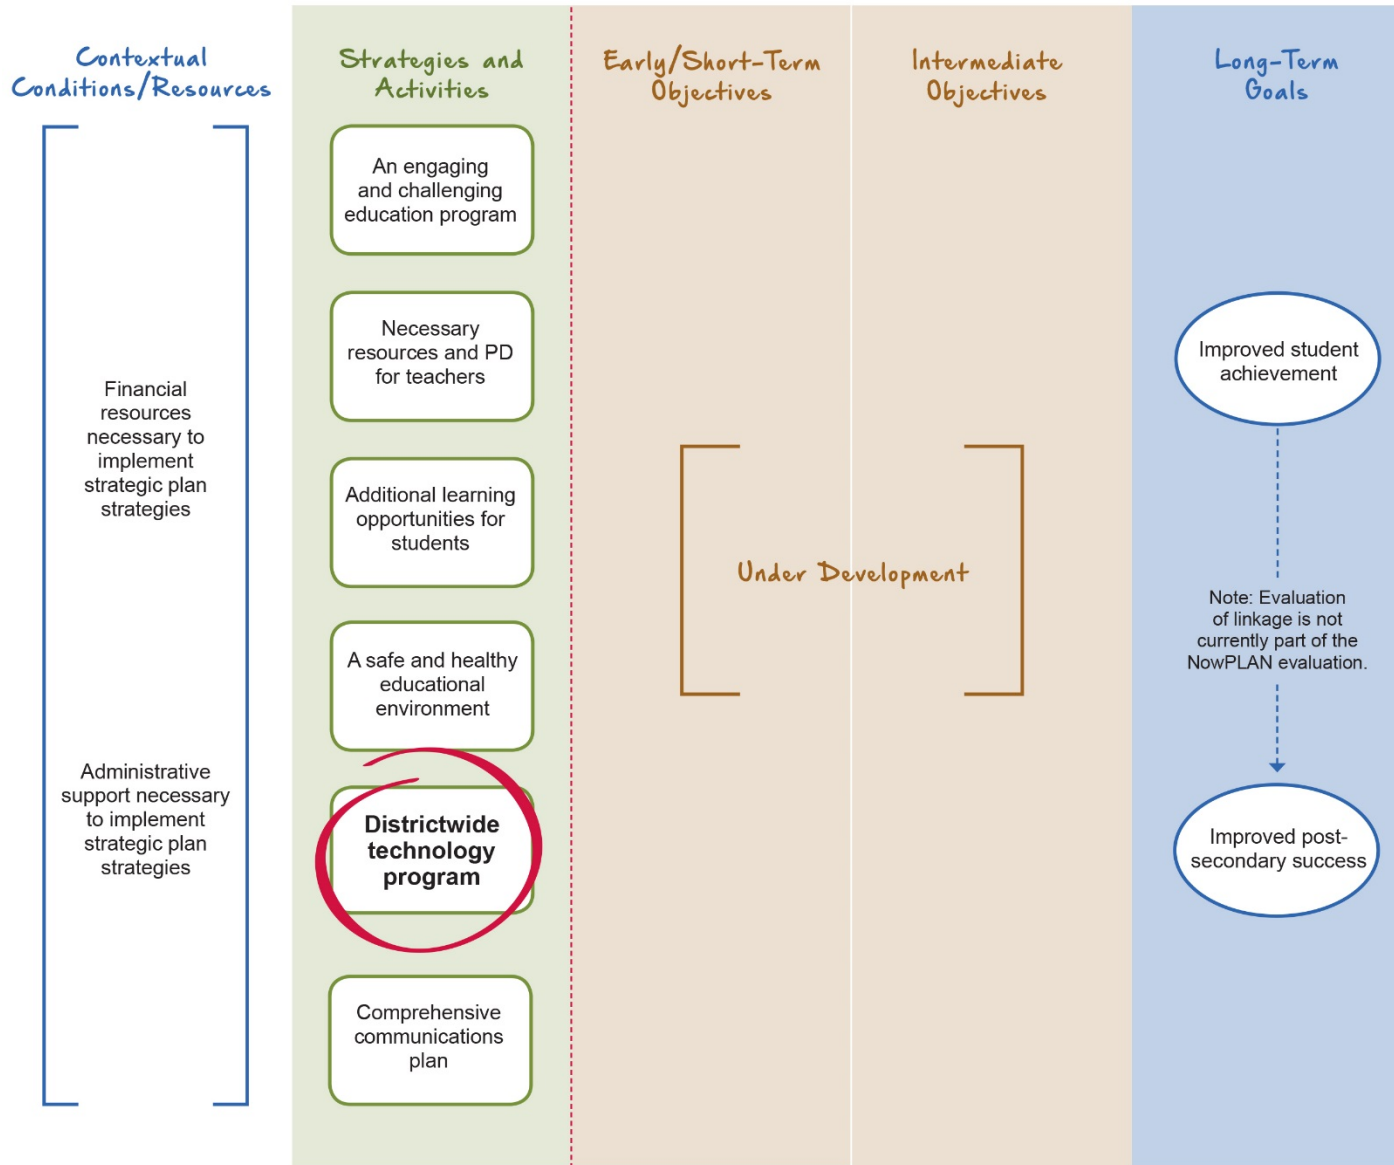 Contextual
Conditions/Resources
Strategies and
Activities
Early/Short-Term
Objectives
Intermediate
Objectives
Long-Term
Goals
Financial
resources
necessary to
implement
strategic plan
strategies
Administrative
support necessary
to implement
strategic plan
strategies
An engaging
and challenging
education program
Necessary
resources and PD
for teachers
Additional learning
opportunities for
students
A safe and healthy
educational
environment
Districtwide
technology
program
Comprehensive
communications
plan
Under Development
Improved student
achievement
Note: Evaluation
of linkage is not
currently part of the
NowPLAN evaluation.
Improved post-
secondary success